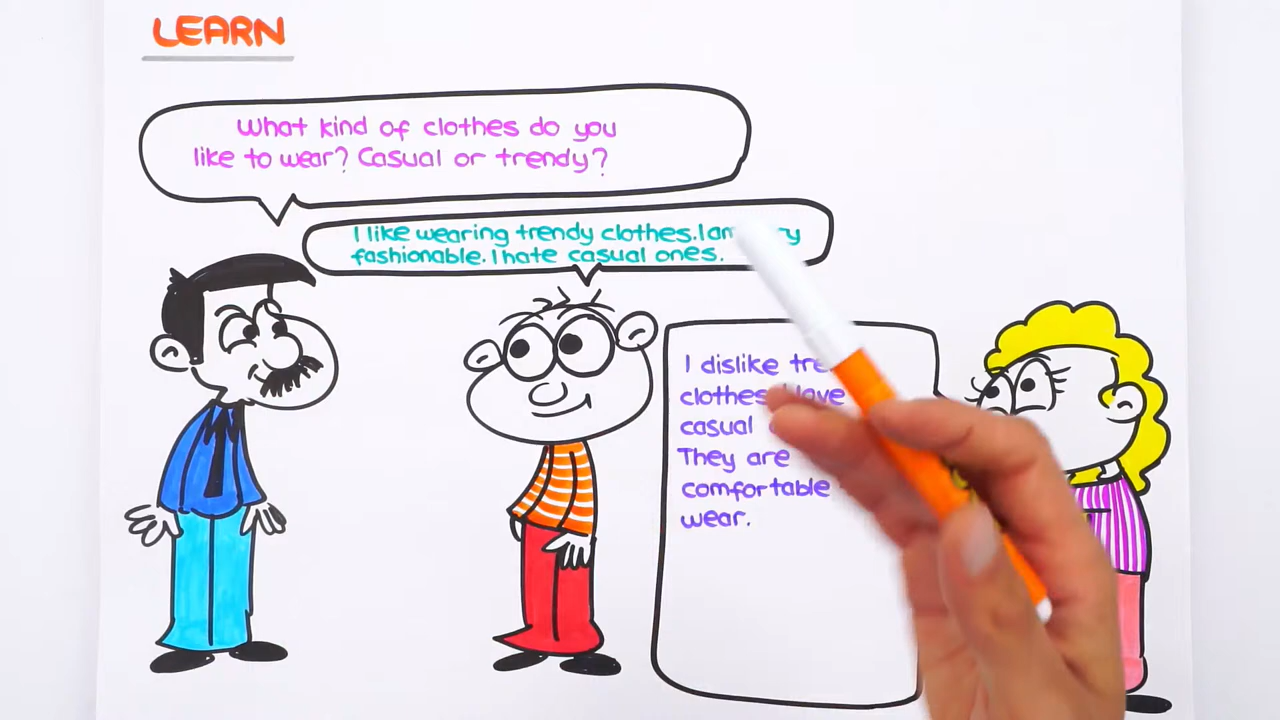 LEARN
What kind of clothes do you
like to wear? Casual or trendy?
I like wearing trendy clothes. I am
fashionable. I hate casual ones.
I dislike
clothes. I love
casual
They are
comfortable
wear.